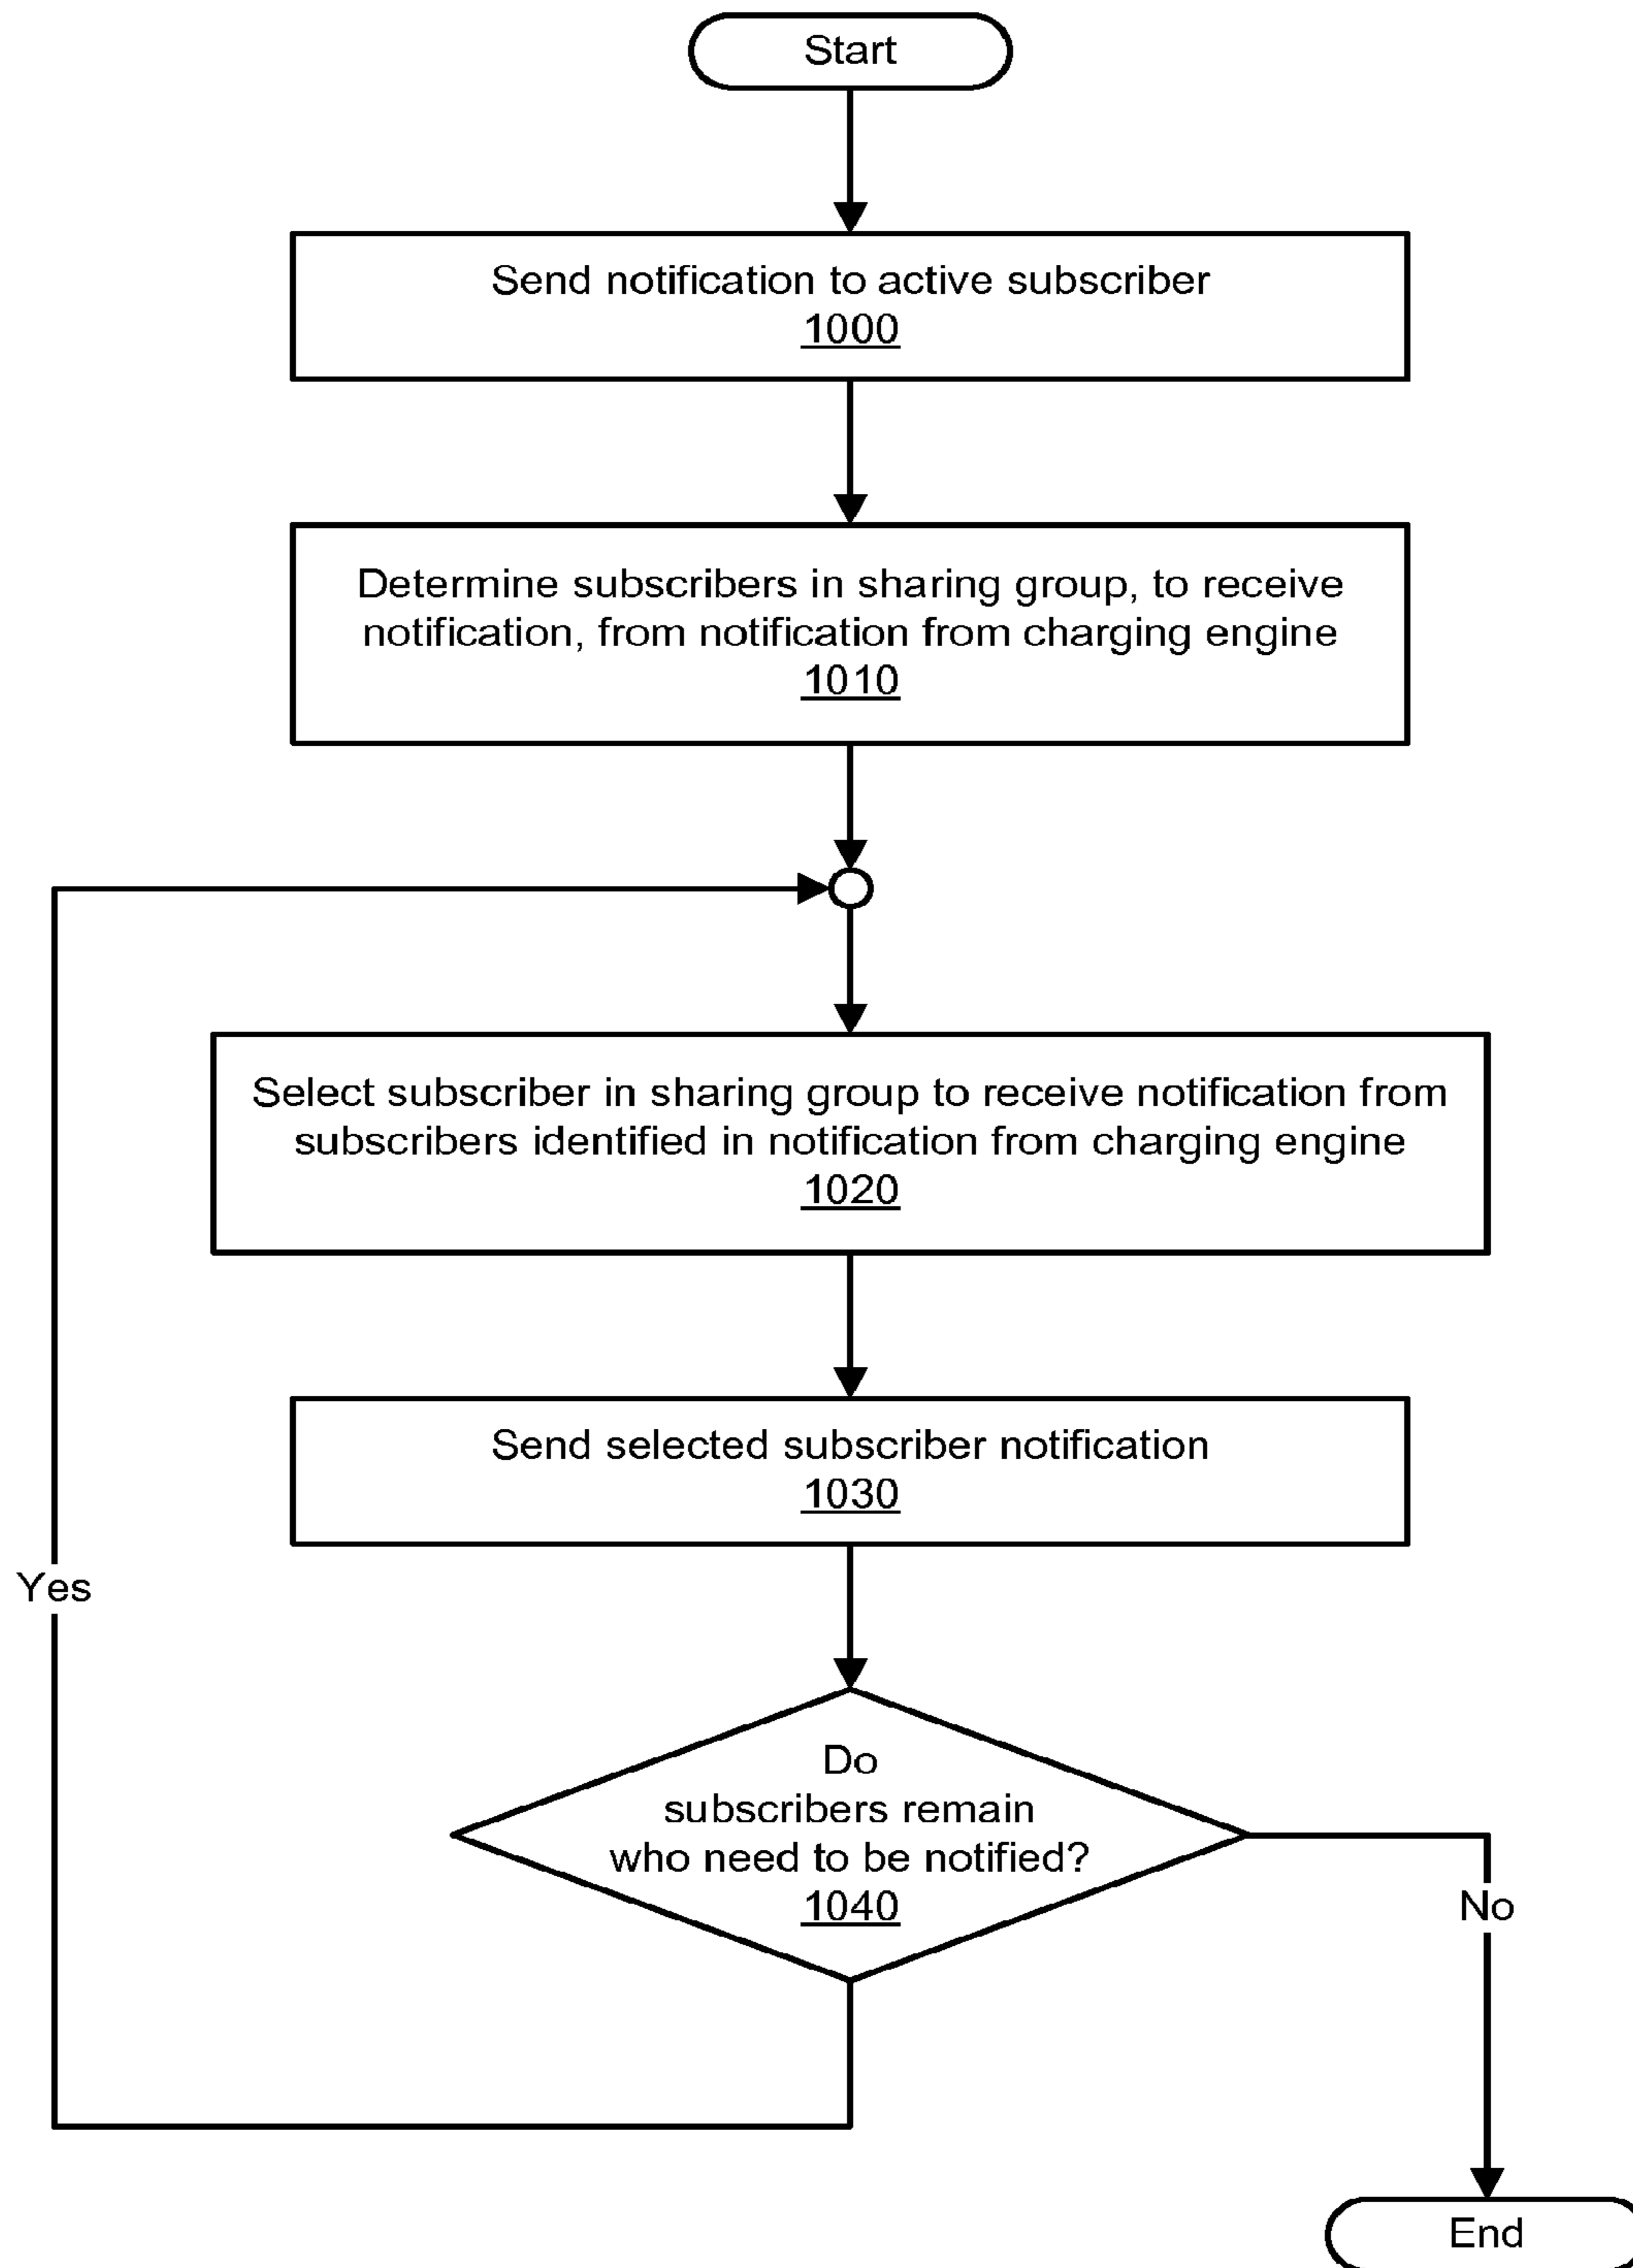 Start
Send notification to active subscriber
1000
Determine subscribers in sharing group, to receive
notification, from notification from charging engine
1010
Select subscriber in sharing group to receive notification from
subscribers identified in notification from charging engine
1020
Send selected subscriber notification
1030
Yes
Do
subscribers remain
who need to be notified?
1040
No
End